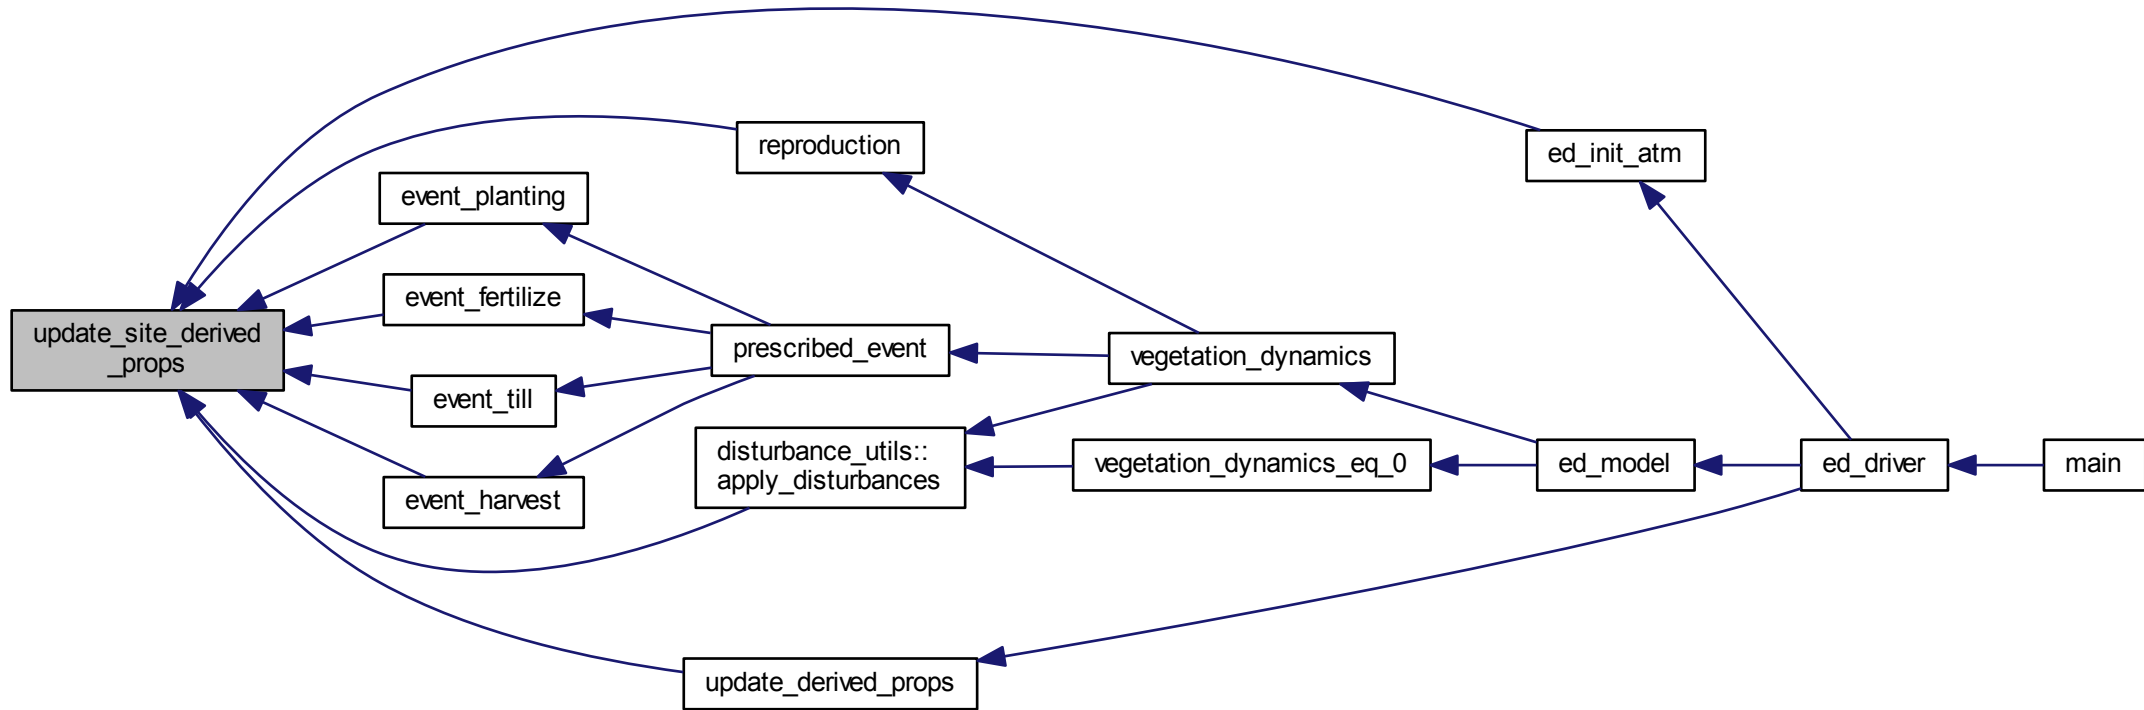 update_site_derived
_props
event_planting
event_fertilize
event_till
event_harvest
reproduction
prescribed_event
disturbance_utils::
apply_disturbances
update_derived_props
vegetation_dynamics
vegetation_dynamics_eq_0
ed_init_atm
ed_model
ed_driver
main